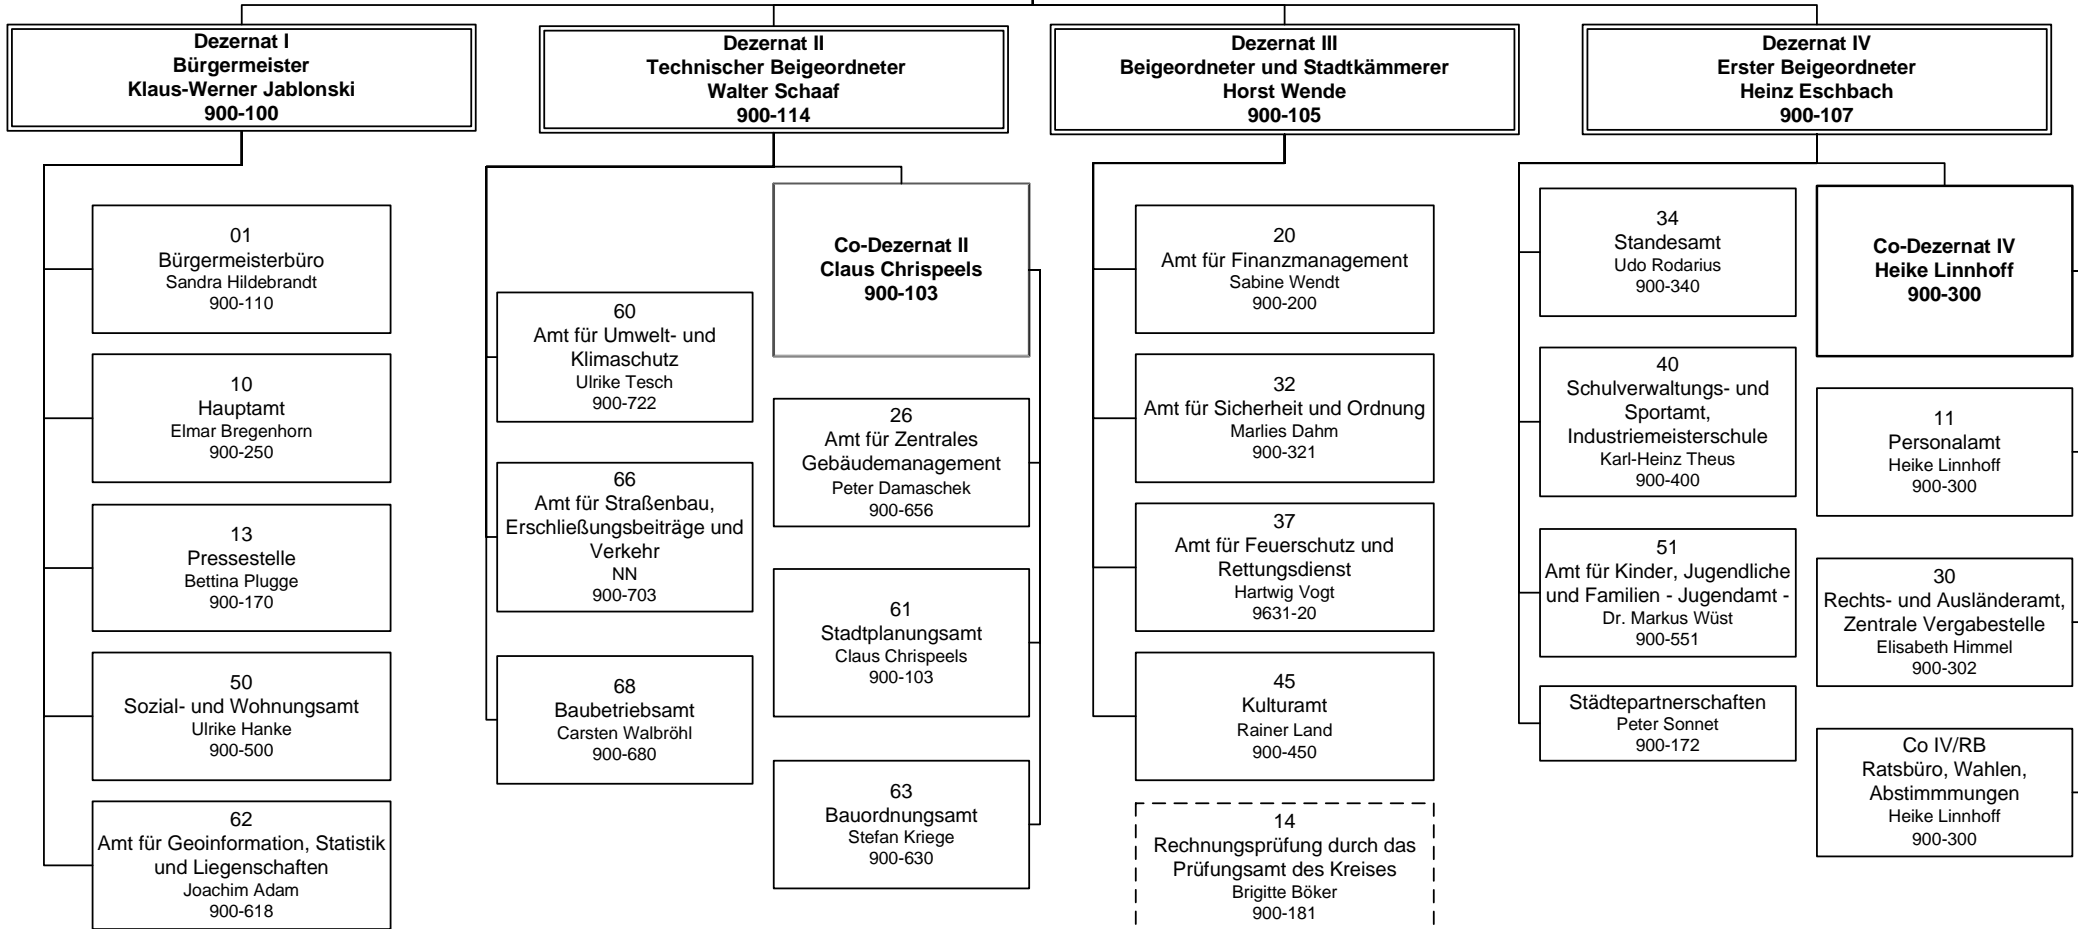 Dezernat I
Bürgermeister
Klaus-Werner Jablonski
900-100
01
Bürgermeisterbüro
Sandra Hildebrandt
900-110
10
Hauptamt
Elmar Bregenhorn
900-250
13
Pressestelle
Bettina Plugge
900-170
50
Sozial- und Wohnungsamt
Ulrike Hanke
900-500
62
Amt für Geoinformation, Statistik
und Liegenschaften
Joachim Adam
900-618
Dezernat II
Technischer Beigeordneter
Walter Schaaf
900-114
60
Amt für Umwelt- und
Klimaschutz
Ulrike Tesch
900-722
66
Amt für Straßenbau,
Erschließungsbeiträge und
Verkehr
NN
900-703
68
Baubetriebsamt
Carsten Walbröhl
900-680
Co-Dezernat II
Claus Chrispeels
900-103
26
Amt für Zentrales
Gebäudemanagement
Peter Damaschek
900-656
61
Stadtplanungsamt
Claus Chrispeels
900-103
63
Bauordnungsamt
Stefan Kriege
900-630
Dezernat III
Beigeordneter und Stadtkämmerer
Horst Wende
900-105
20
Amt für Finanzmanagement
Sabine Wendt
900-200
32
Amt für Sicherheit und Ordnung
Marlies Dahm
900-321
37
Amt für Feuerschutz und
Rettungsdienst
Hartwig Vogt
9631-20
45
Kulturamt
Rainer Land
900-450
14
Rechnungsprüfung durch das
Prüfungsamt des Kreises
Brigitte Böker
900-181
Dezernat IV
Erster Beigeordneter
Heinz Eschbach
900-107
34
Standesamt
Udo Rodarius
900-340
40
Schulverwaltungs- und
Sportamt,
Industriemeisterschule
Karl-Heinz Theus
900-400
51
Amt für Kinder, Jugendliche
und Familien - Jugendamt -
Dr. Markus Wüst
900-551
Städtepartnerschaften
Peter Sonnet
900-172
Co-Dezernat IV
Heike Linnhoff
900-300
11
Personalamt
Heike Linnhoff
900-300
30
Rechts- und Ausländeramt,
Zentrale Vergabestelle
Elisabeth Himmel
900-302
Co IV/RB
Ratsbüro, Wahlen,
Abstimmmungen
Heike Linnhoff
900-300